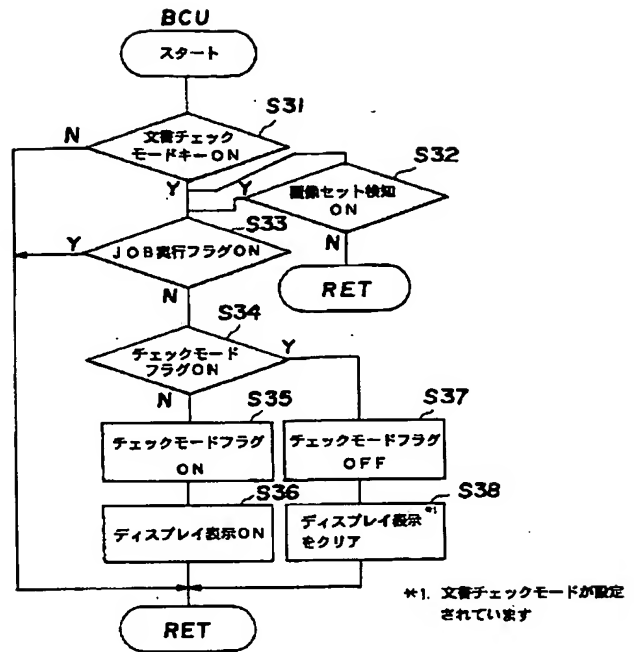 BCU
スタート
S31
N
文書チェック
モードキーON
Y
S32
Y
画像セット検知
ON
N
RET
S33
Y
JOB実行フラグON
N
S34
チェックモード
フラグON
Y
N
S35
チェックモードフラグ
ON
S37
チェックモードフラグ
OFF
S36
ディスプレイ表示ON
S38
ディスプレイ表示*1
をクリア
RET
*1. 文書チェックモードが設定
されています